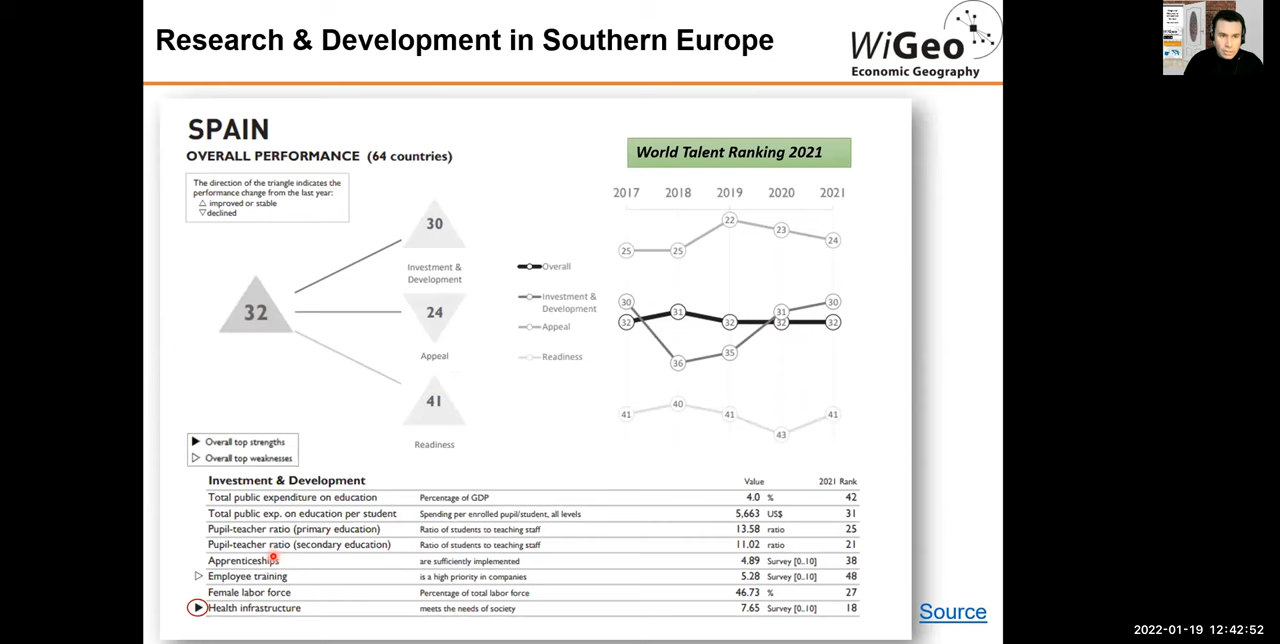 Research & Development in Southern Europe
WiGeo
Economic Geography
SPAIN
OVERALL PERFORMANCE (64 countries)
World Talent Ranking 2021
The direction of the triangle indicates the
performance change from the last year:
△ improved or stable
▽ declined
2017 2018 2019 2020 2021
32
30
Investment &
Development
24
Appeal
41
Readiness
Overall
Investment &
Development
Appeal
Readiness
25 25 22 23 24
30 36 35 31 30
32 31 32 32 32
41 40 41 43 41
▶ Overall top strengths
▷ Overall top weaknesses
Investment & Development Value 2021 Rank
Total public expenditure on education Percentage of GDP 4.0 % 42
Total public exp. on education per student Spending per enrolled pupil/student, all levels 5,663 US$ 31
Pupil-teacher ratio (primary education) Ratio of students to teaching staff 13.58 ratio 25
Pupil-teacher ratio (secondary education) Ratio of students to teaching staff 11.02 ratio 21
Apprenticeships are sufficiently implemented 4.89 Survey [0..10] 38
▷ Employee training is a high priority in companies 5.28 Survey [0..10] 48
Female labor force Percentage of total labor force 46.73 % 27
▶ Health infrastructure meets the needs of society 7.65 Survey [0..10] 18
Source
2022-01-19 12:42:52